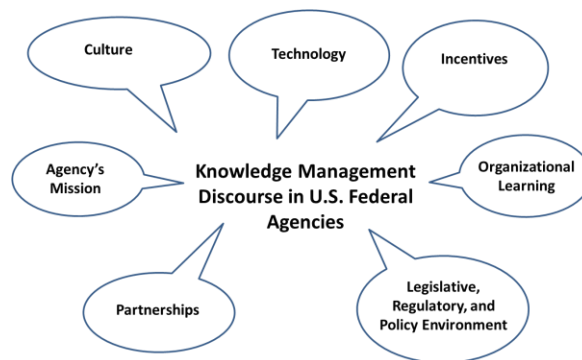 Culture
Technology
Incentives
Agency's
Mission
Knowledge Management
Discourse in U.S. Federal
Agencies
Organizational
Learning
Partnerships
Legislative,
Regulatory, and
Policy Environment